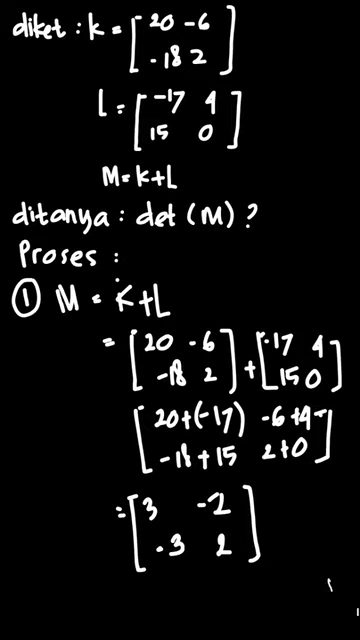 diket : k = [ 20 -6
-18 2 ]
L = [ -17 4
15 0 ]
M = k+L
ditanya : det (M) ?
Proses :
① M = k+L
= [ 20 -6
-18 2 ] + [ -17 4
15 0 ]
[ 20+(-17) -6+4
-18+15 2+0 ]
= [ 3 -2
-3 2 ]